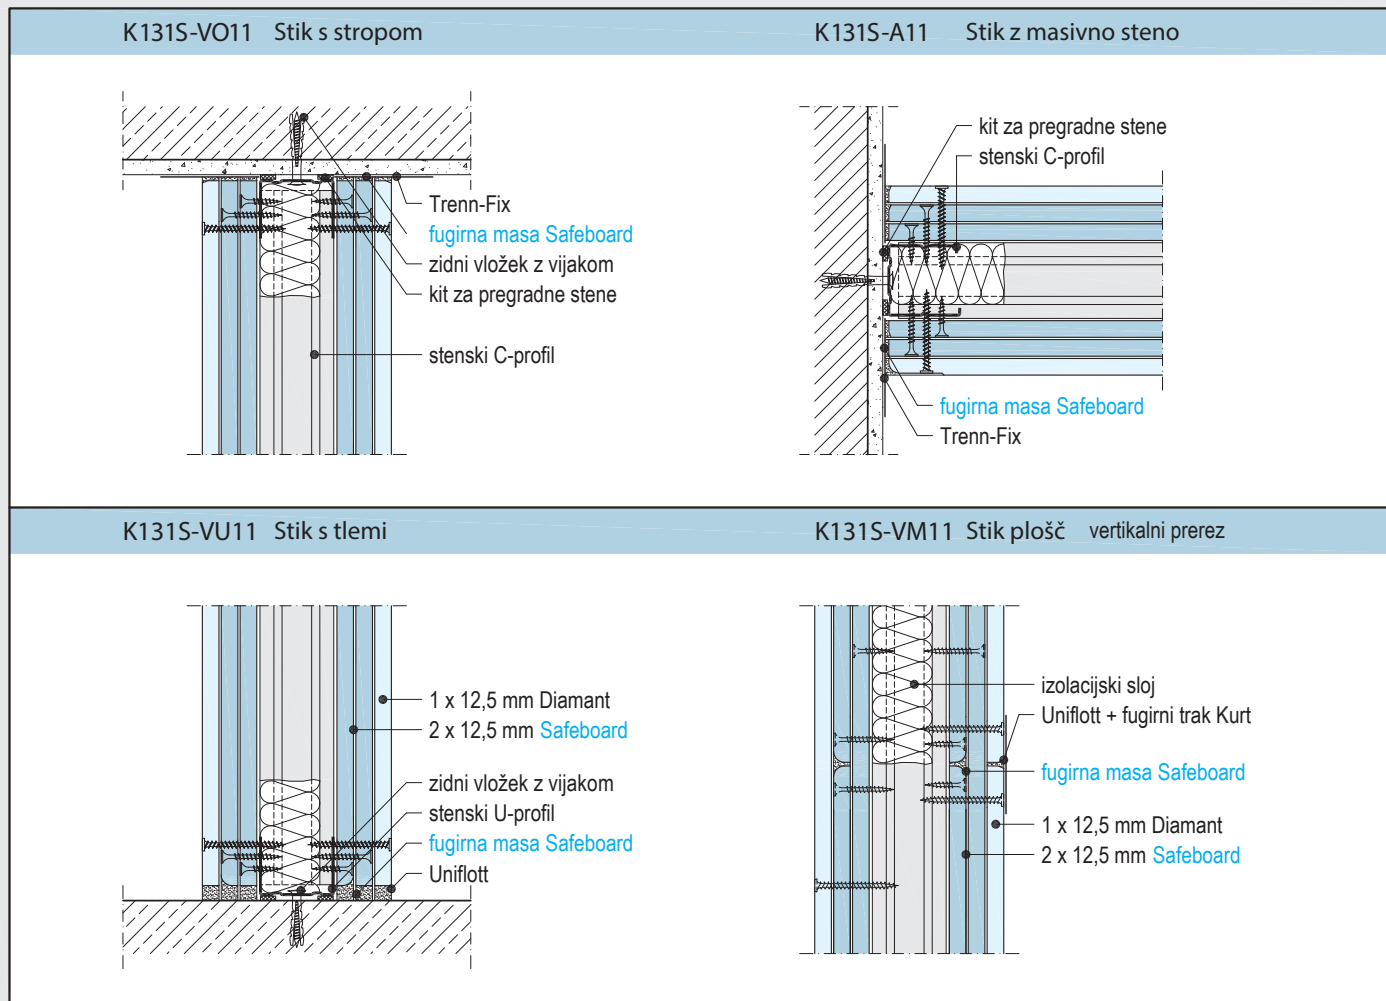 K131S-VO11 Stik s stropom
Trenn-Fix
fugirna masa Safeboard
zidni vložek z vijakom
kit za pregradne stene
stenski C-profil
K131S-A11 Stik z masivno steno
kit za pregradne stene
stenski C-profil
fugirna masa Safeboard
Trenn-Fix
K131S-VU11 Stik s tlemi
1 x 12,5 mm Diamant
2 x 12,5 mm Safeboard
zidni vložek z vijakom
stenski U-profil
fugirna masa Safeboard
Uniflott
K131S-VM11 Stik plošč vertikalni prerez
izolacijski sloj
Uniflott + fugirni trak Kurt
fugirna masa Safeboard
1 x 12,5 mm Diamant
2 x 12,5 mm Safeboard